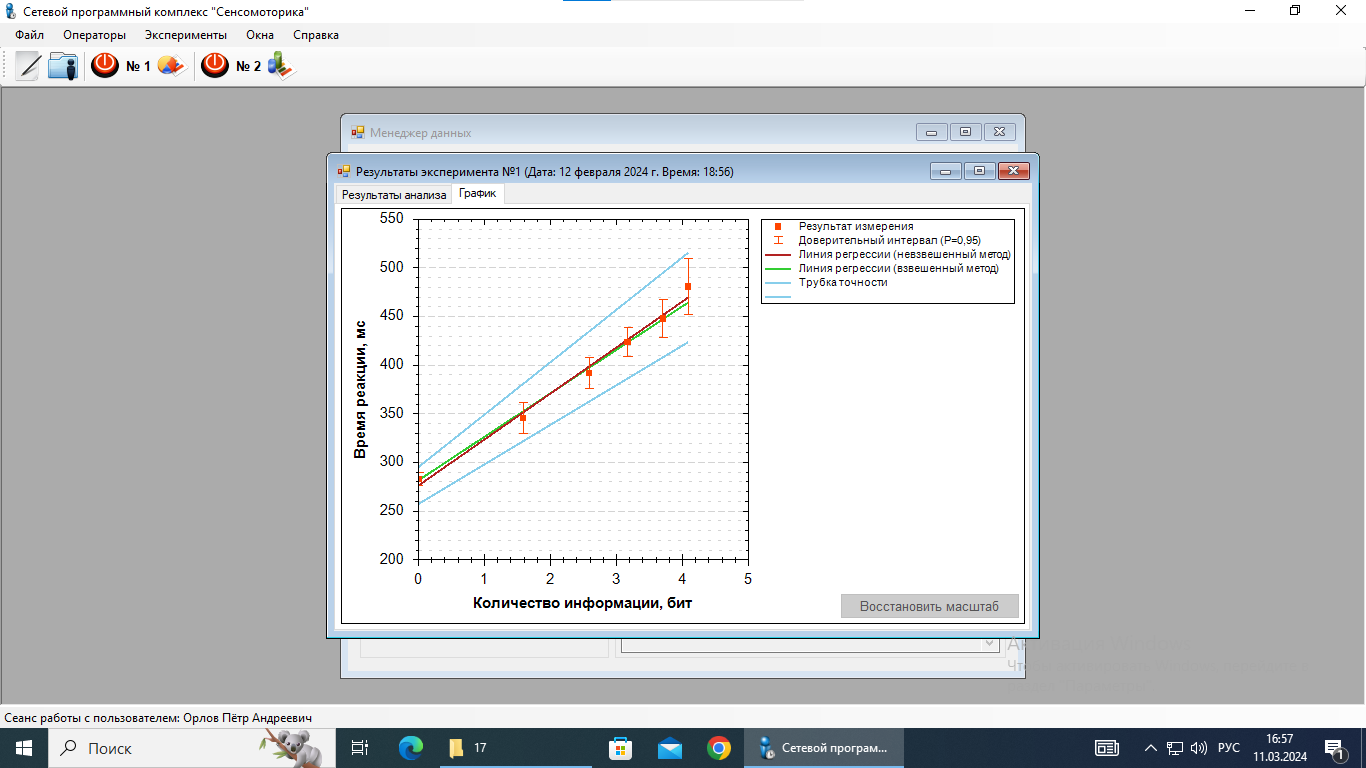 Сетевой программный комплекс "Сенсомоторика"
Файл Операторы Эксперименты Окна Справка
№ 1 № 2
Менеджер данных
Результаты эксперимента №1 (Дата: 12 февраля 2024 г. Время: 18:56)
Результаты анализа График
550
500
450
400
350
300
250
200
Время реакции, мс
0 1 2 3 4 5
Количество информации, бит
Результат измерения
Доверительный интервал (P=0,95)
Линия регрессии (невзвешенный метод)
Линия регрессии (взвешенный метод)
Трубка точности
Восстановить масштаб
Сеанс работы с пользователем: Орлов Пётр Андреевич
Поиск
17
Сетевой програм...
РУС
16:57
11.03.2024
1